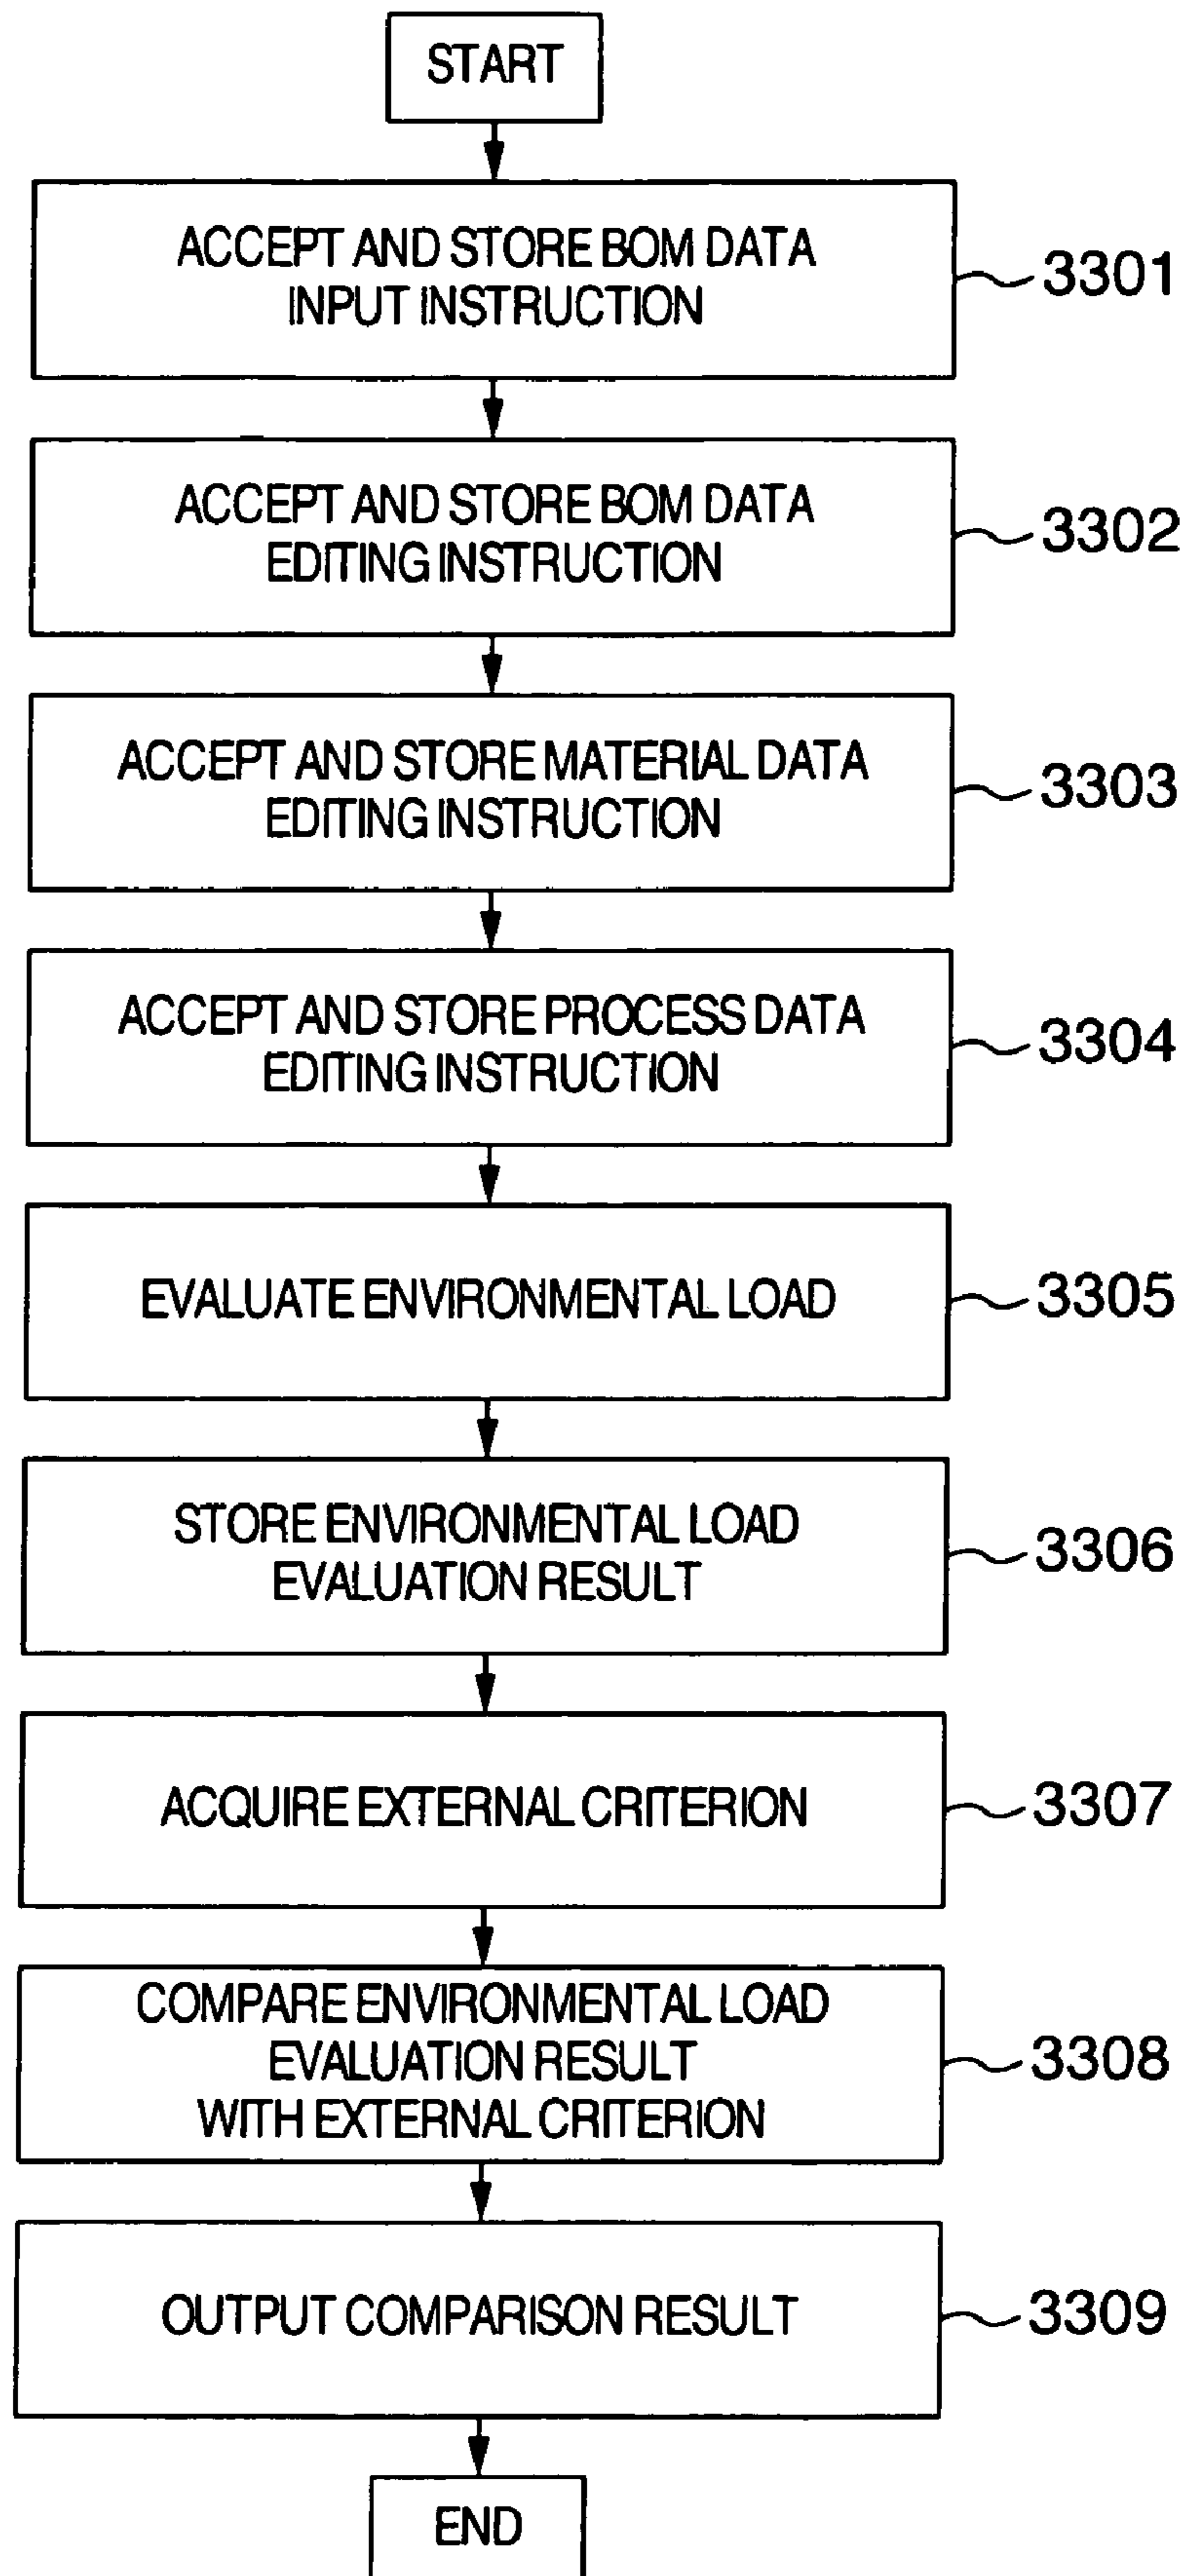 START
ACCEPT AND STORE BOM DATA
INPUT INSTRUCTION
3301
ACCEPT AND STORE BOM DATA
EDITING INSTRUCTION
3302
ACCEPT AND STORE MATERIAL DATA
EDITING INSTRUCTION
3303
ACCEPT AND STORE PROCESS DATA
EDITING INSTRUCTION
3304
EVALUATE ENVIRONMENTAL LOAD
3305
STORE ENVIRONMENTAL LOAD
EVALUATION RESULT
3306
ACQUIRE EXTERNAL CRITERION
3307
COMPARE ENVIRONMENTAL LOAD
EVALUATION RESULT
WITH EXTERNAL CRITERION
3308
OUTPUT COMPARISON RESULT
3309
END